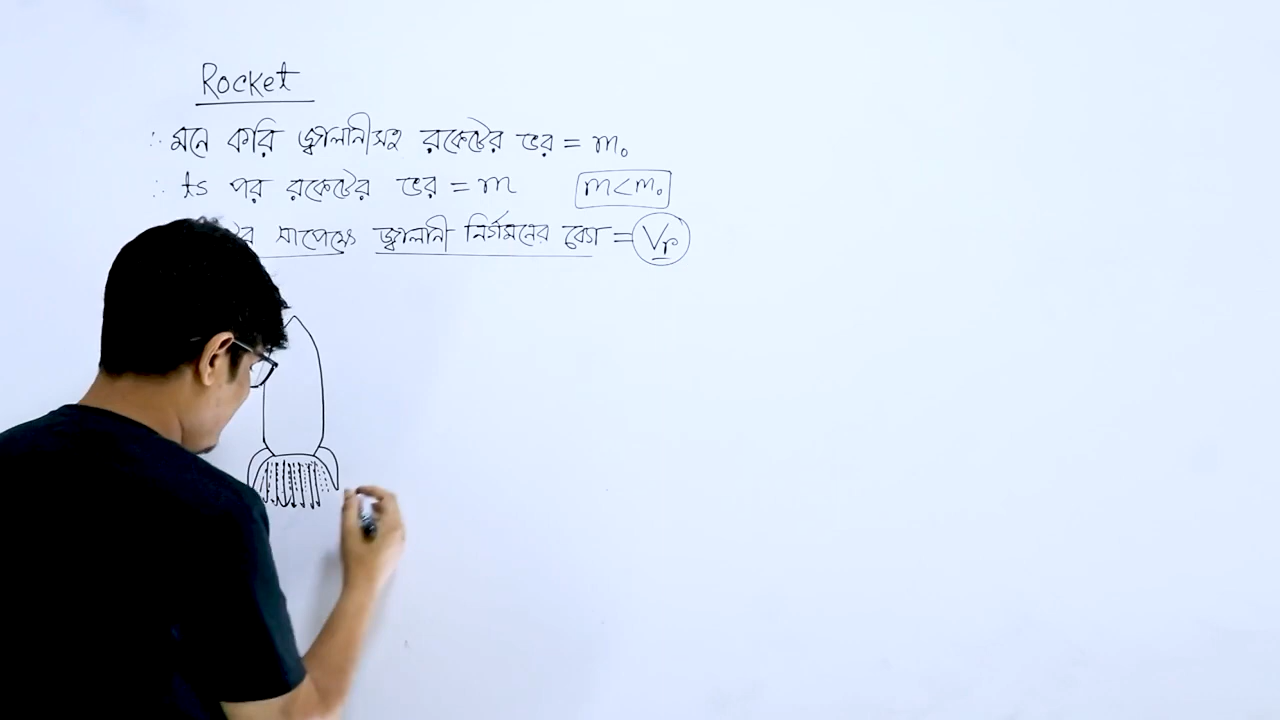 Rocket
∴ মনে করি জ্বালানীসহ রকেটের ভর = m₀
∴ ts পর রকেটের ভর = m m<m₀
সাপেক্ষে জ্বালানী নির্গমনের বেগ = Vr